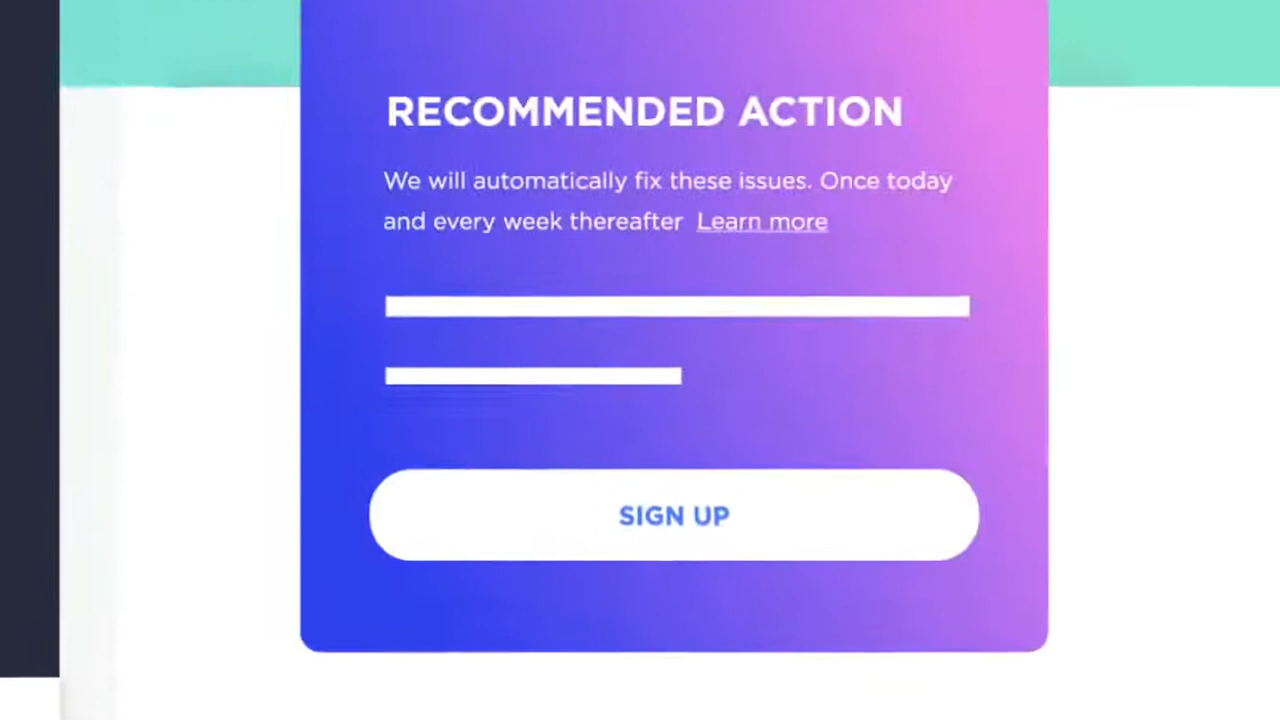 RECOMMENDED ACTION
We will automatically fix these issues. Once today
and every week thereafter Learn more
SIGN UP